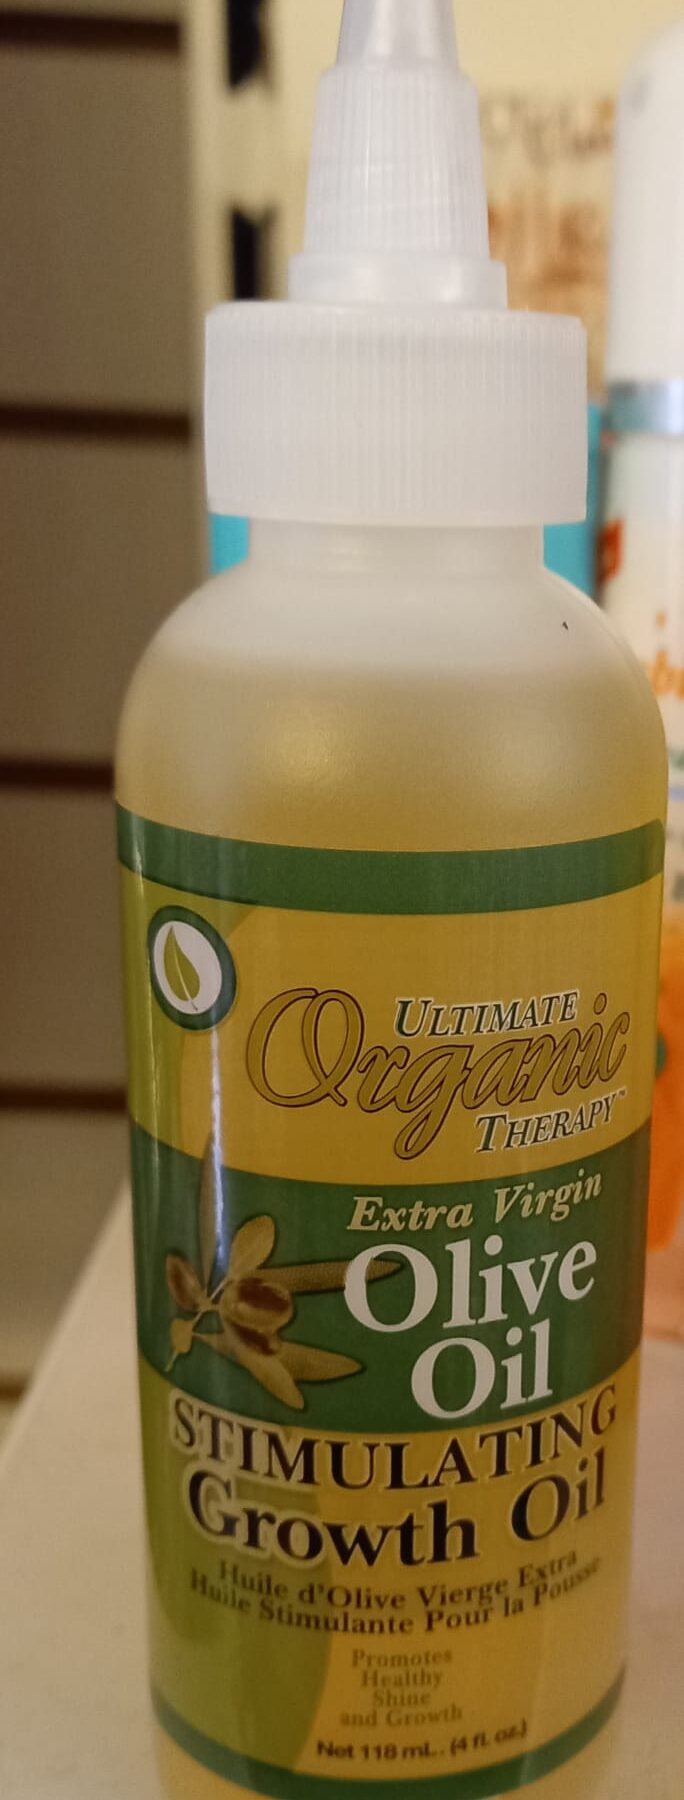 ULTIMATE
Organic
THERAPY™
Extra Virgin
Olive
Oil
STIMULATING
Growth Oil
Huile d'Olive Vierge Extra
Huile Stimulante Pour la Pousse
Promotes
Healthy
Shine
and Growth
Net 118 mL. (4 fl. oz.)